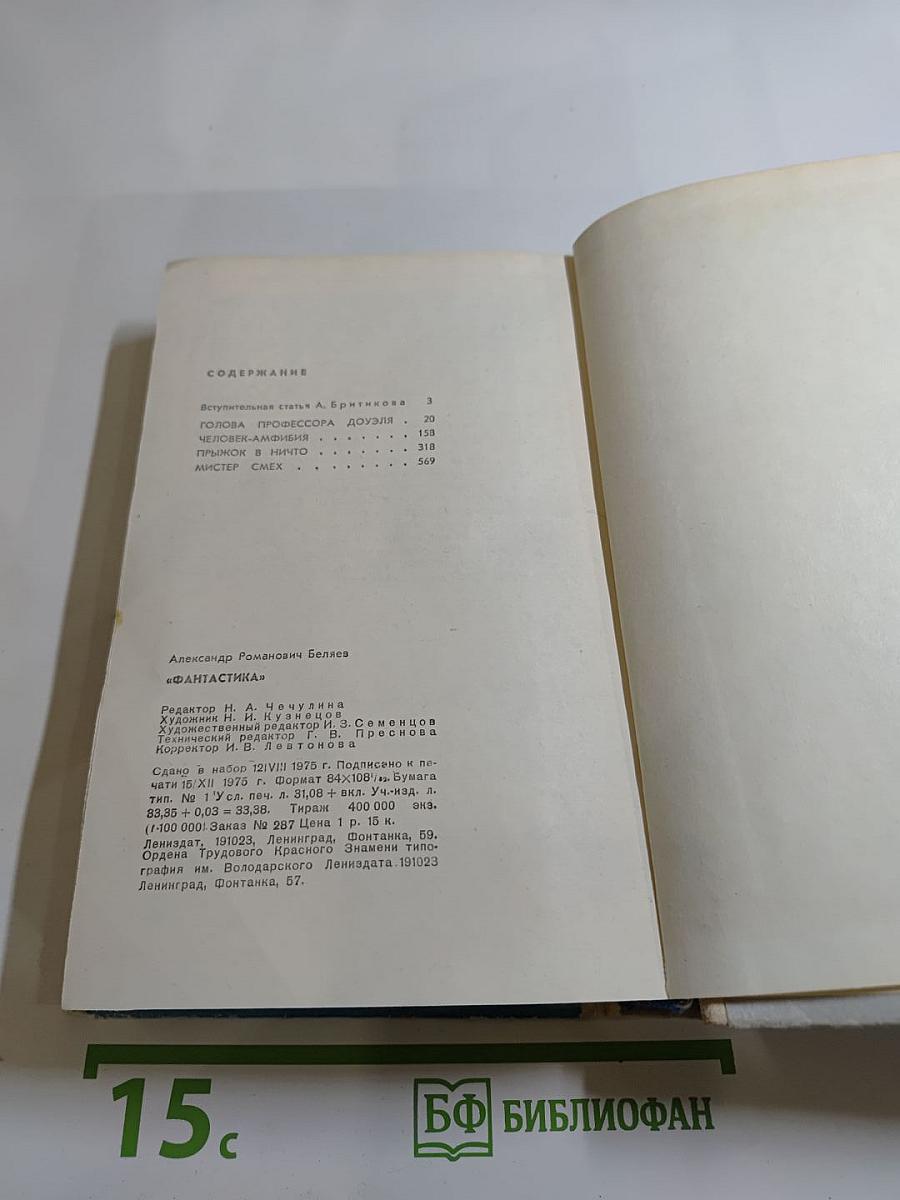 СОДЕРЖАНИЕ
Вступительная статья А. Бритикова 3
ГОЛОВА ПРОФЕССОРА ДОУЭЛЯ . 20
ЧЕЛОВЕК-АМФИБИЯ . . . . . . . 158
ПРЫЖОК В НИЧТО . . . . . . . 318
МИСТЕР СМЕХ . . . . . . . . 569
Александр Романович Беляев
«ФАНТАСТИКА»
Редактор Н. А. Чечулина
Художник Н. И. Кузнецов
Художественный редактор И. З. Семенцов
Технический редактор Г. В. Преснова
Корректор И. В. Левтонова
Сдано в набор 12/VIII 1975 г. Подписано к пе-
чати 15/XII 1975 г. Формат 84×108¹/₃₂. Бумага
тип. № 1 Усл. печ. л. 31,08 + вкл. Уч.-изд. л.
33,35 + 0,03 = 33,38. Тираж 400 000 экз.
(1-100 000) Заказ № 287 Цена 1 р. 15 к.
Лениздат, 191023, Ленинград, Фонтанка, 59.
Ордена Трудового Красного Знамени типо-
графия им. Володарского Лениздата. 191023
Ленинград, Фонтанка, 57.
15 с
БФ БИБЛИОФАН